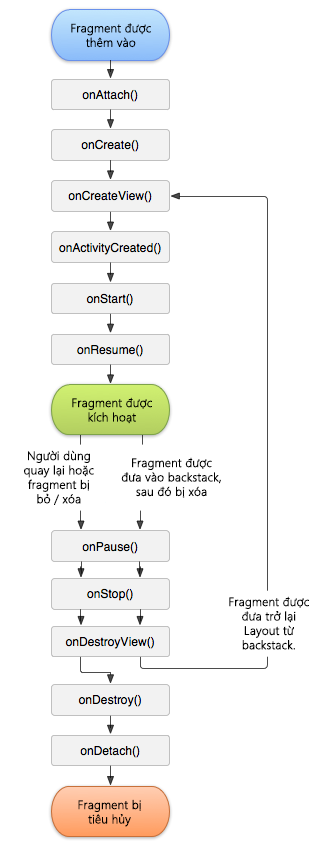 Fragment được
thêm vào
onAttach()
onCreate()
onCreateView()
onActivityCreated()
onStart()
onResume()
Fragment được
kích hoạt
Người dùng
quay lại hoặc
fragment bị
bỏ / xóa
Fragment được
đưa vào backstack,
sau đó bị xóa
onPause()
onStop()
onDestroyView()
Fragment được
đưa trở lại
Layout từ
backstack.
onDestroy()
onDetach()
Fragment bị
tiêu hủy